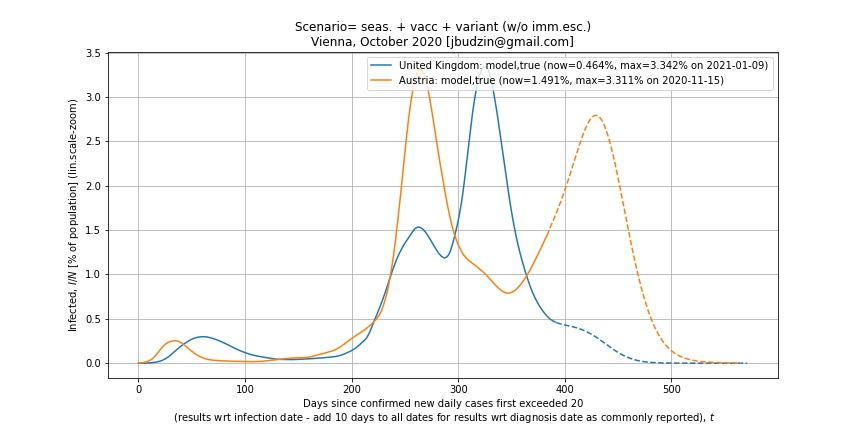 Scenario= seas. + vacc + variant (w/o imm.esc.)
Vienna, October 2020 [jbudzin@gmail.com]
United Kingdom: model,true (now=0.464%, max=3.342% on 2021-01-09)
Austria: model,true (now=1.491%, max=3.311% on 2020-11-15)
Infected, I/N [% of population] (lin.scale-zoom)
3.5
3.0
2.5
2.0
1.5
1.0
0.5
0.0
0 100 200 300 400 500
Days since confirmed new daily cases first exceeded 20
(results wrt infection date - add 10 days to all dates for results wrt diagnosis date as commonly reported), t